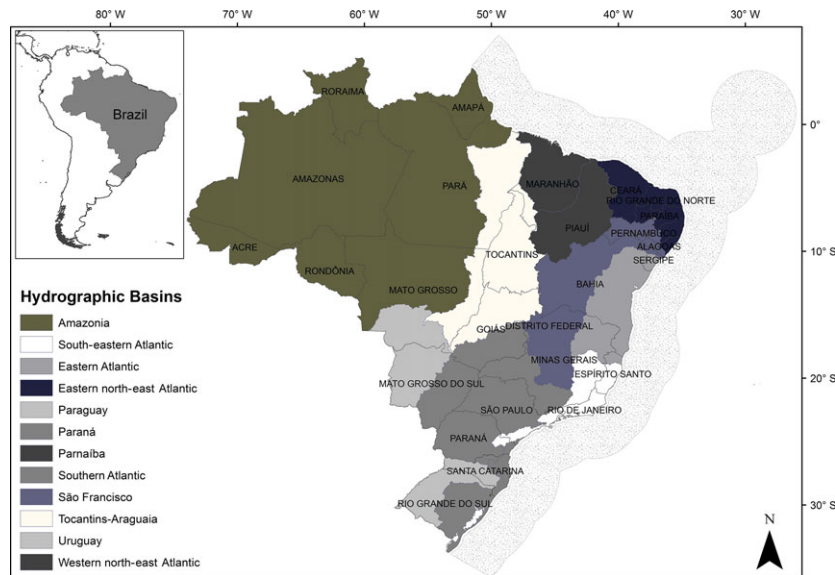 80° W 70° W 60° W 50° W 40° W 30° W
Brazil
0°
10° S
20° S
30° S
RORAIMA
AMAPÁ
AMAZONAS
PARÁ
MARANHÃO
CEARÁ
RIO GRANDE DO NORTE
PARAÍBA
PIAUÍ
PERNAMBUCO
ALAGOAS
SERGIPE
ACRE
TOCANTINS
RONDÔNIA
MATO GROSSO
BAHIA
GOIÁS
DISTRITO FEDERAL
MINAS GERAIS
ESPÍRITO SANTO
MATO GROSSO DO SUL
SÃO PAULO
RIO DE JANEIRO
PARANÁ
SANTA CATARINA
RIO GRANDE DO SUL
Hydrographic Basins
Amazonia
South-eastern Atlantic
Eastern Atlantic
Eastern north-east Atlantic
Paraguay
Paraná
Parnaíba
Southern Atlantic
São Francisco
Tocantins-Araguaia
Uruguay
Western north-east Atlantic
N